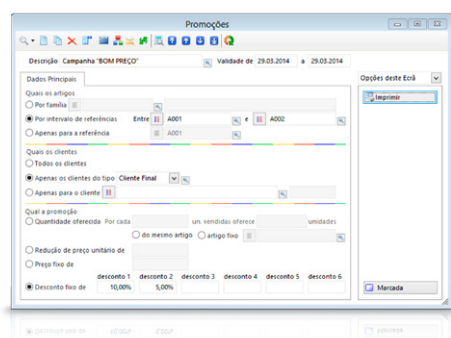 Promoções
Descrição Campanha "BOM PREÇO" Validade de 29.03.2014 a 29.03.2014
Dados Principais
Opções deste Ecrã
Imprimir
Quais os artigos
Por família
Por intervalo de referências Entre A001 e A002
Apenas para a referência A001
Quais os clientes
Todos os clientes
Apenas os clientes do tipo Cliente Final
Apenas para o cliente
Qual a promoção
Quantidade oferecida Por cada un. vendidas oferece unidades
do mesmo artigo artigo fixo
Redução de preço unitário de
Preço fixo de
desconto 1 desconto 2 desconto 3 desconto 4 desconto 5 desconto 6
Desconto fixo de 10,00% 5,00%
Marcada